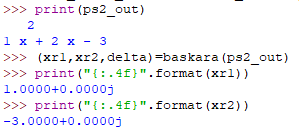 >>> print(ps2_out)
   2
1 x + 2 x - 3
>>> (xr1,xr2,delta)=baskara(ps2_out)
>>> print("{:.4f}".format(xr1))
1.0000+0.0000j
>>> print("{:.4f}".format(xr2))
-3.0000+0.0000j